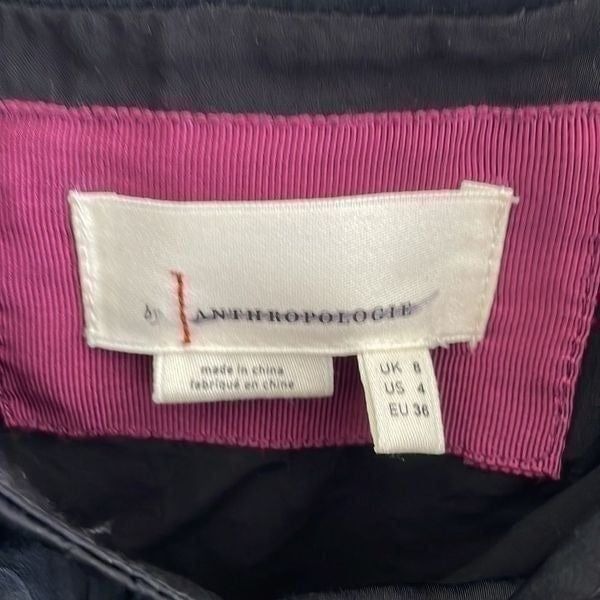 by ANTHROPOLOGIE
made in china
fabriqué en chine
UK 8
US 4
EU 36